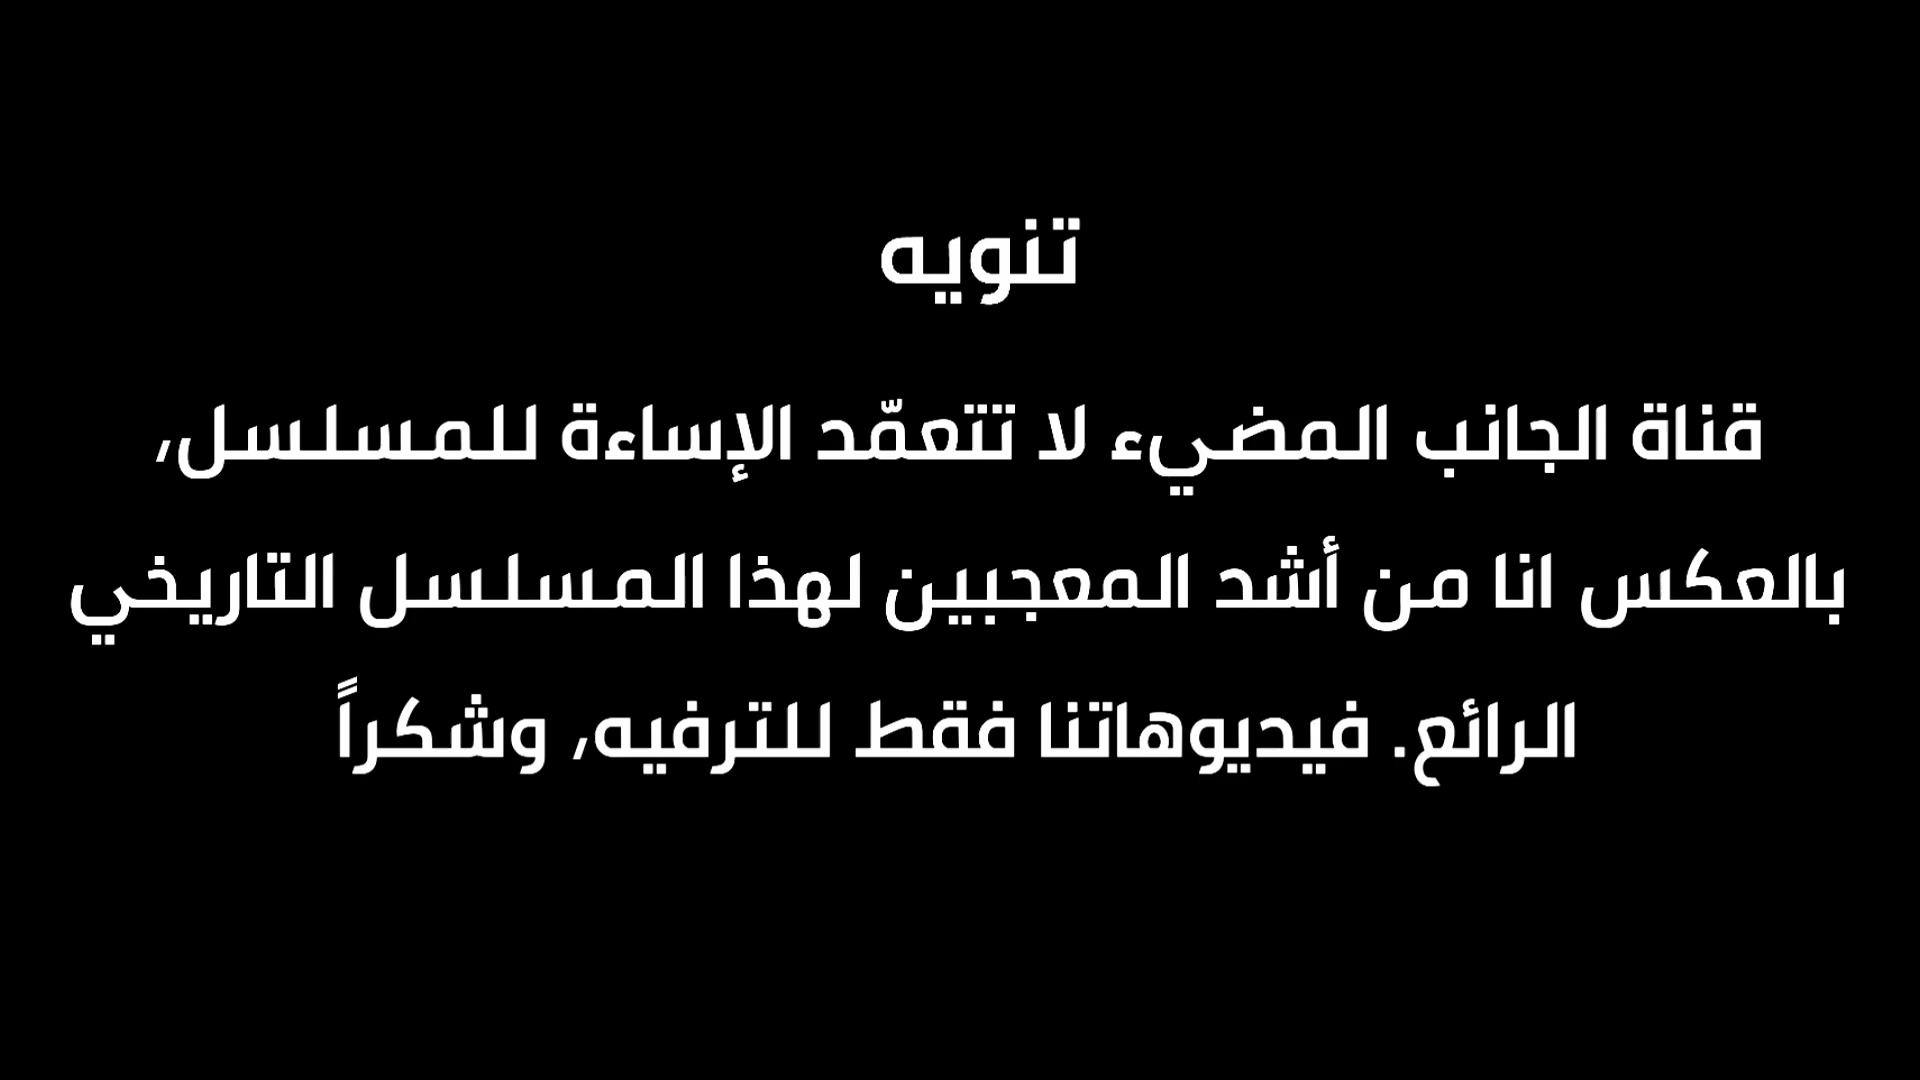 تنويه
قناة الجانب المضيء لا تتعمّد الإساءة للمسلسل,
بالعكس انا من أشد المعجبين لهذا المسلسل التاريخي
الرائع. فيديوهاتنا فقط للترفيه, وشكراً